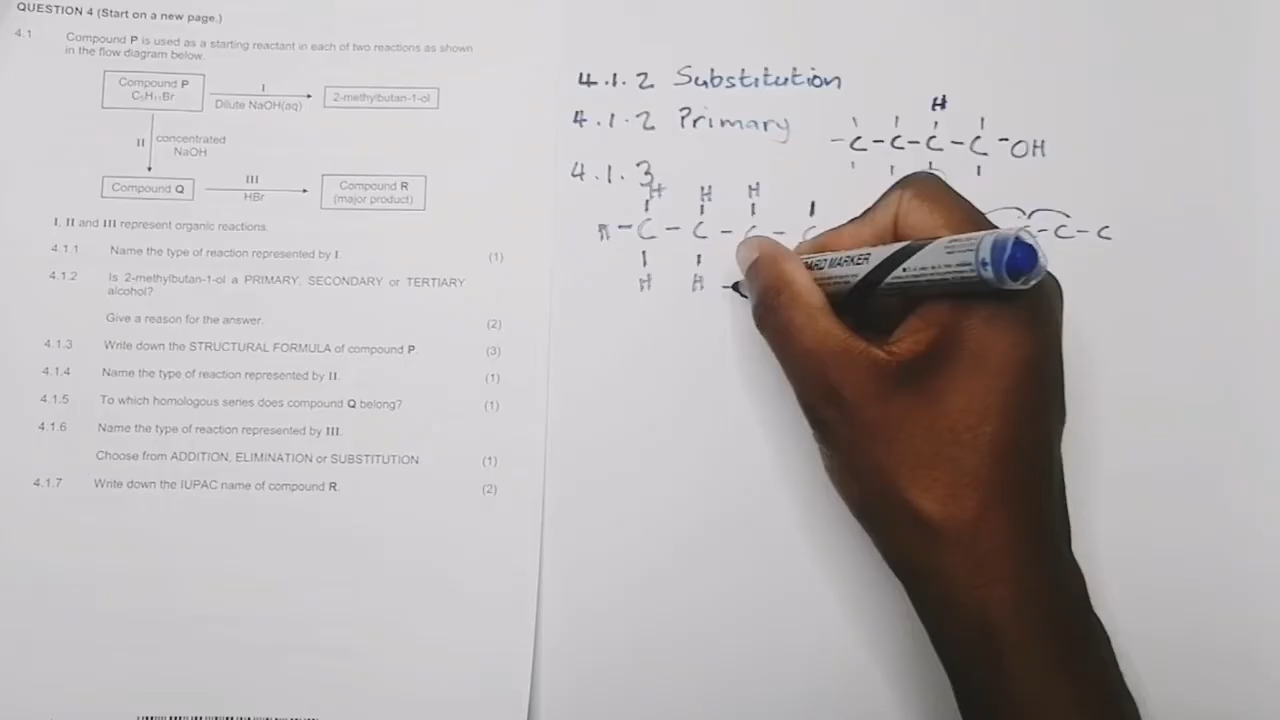 QUESTION 4 (Start on a new page.)
4.1 Compound P is used as a starting reactant in each of two reactions as shown
in the flow diagram below.
Compound P
C₅H₁₁Br
I
Dilute NaOH(aq)
2-methylbutan-1-ol
II
concentrated
NaOH
Compound Q
III
HBr
Compound R
(major product)
I, II and III represent organic reactions.
4.1.1 Name the type of reaction represented by I. (1)
4.1.2 Is 2-methylbutan-1-ol a PRIMARY, SECONDARY or TERTIARY
alcohol?
Give a reason for the answer. (2)
4.1.3 Write down the STRUCTURAL FORMULA of compound P. (3)
4.1.4 Name the type of reaction represented by II. (1)
4.1.5 To which homologous series does compound Q belong? (1)
4.1.6 Name the type of reaction represented by III.
Choose from ADDITION, ELIMINATION or SUBSTITUTION (1)
4.1.7 Write down the IUPAC name of compound R. (2)
4.1.2 Substitution
4.1.2 Primary
H
-C-C-C-C-OH
4.1.3
H H H
H-C-C-C-C
C-C-C
H H
ARD MARKER